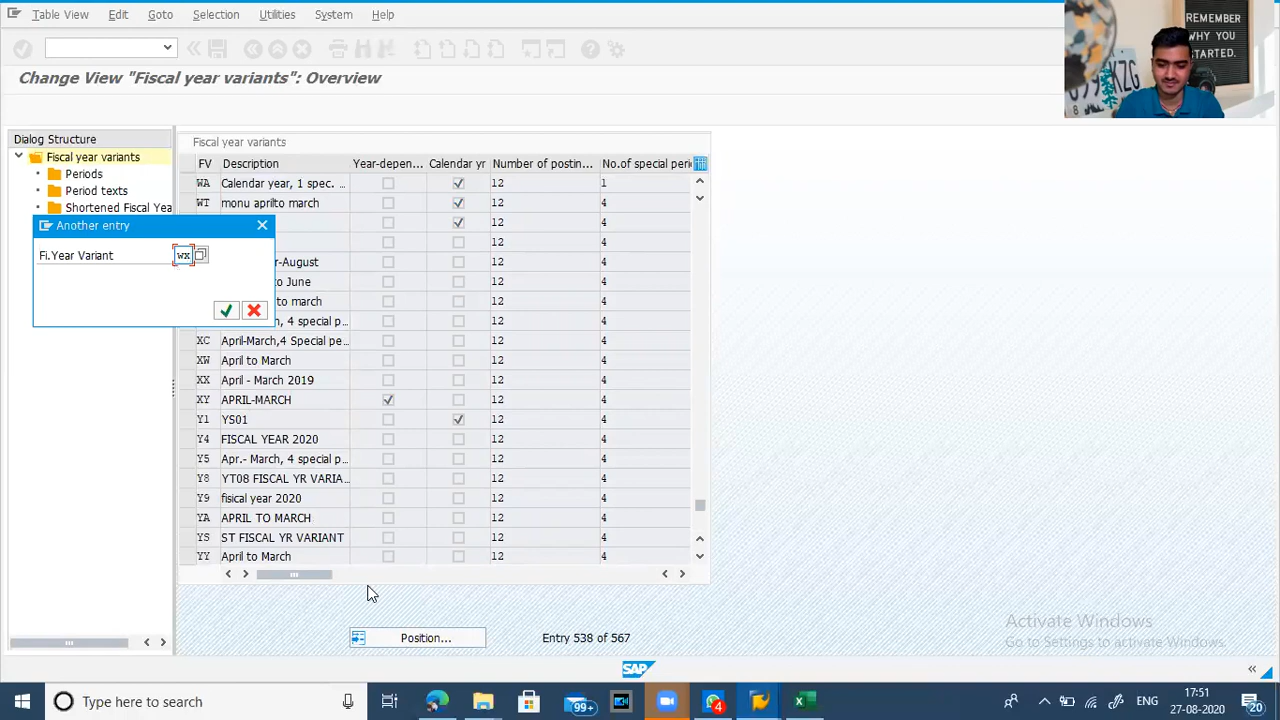 Table View Edit Goto Selection Utilities System Help
Change View "Fiscal year variants": Overview
REMEMBER
WHY YOU
STARTED.
Dialog Structure
Fiscal year variants
Periods
Period texts
Shortened Fiscal Yea
Another entry
Fi.Year Variant WX
Fiscal year variants
FV Description Year-depen... Calendar yr Number of postin... No.of special peri
WA Calendar year, 1 spec. ... 12 1
WT monu aprilto march 12 4
12 4
12 4
-August 12 4
to June 12 4
to march 12 4
h, 4 special p... 12 4
XC April-March,4 Special pe... 12 4
XW April to March 12 4
XX April - March 2019 12 4
XY APRIL-MARCH 12 4
Y1 YS01 12 4
Y4 FISCAL YEAR 2020 12 4
Y5 Apr.- March, 4 special p... 12 4
Y8 YT08 FISCAL YR VARIA... 12 4
Y9 fisical year 2020 12 4
YA APRIL TO MARCH 12 4
YS ST FISCAL YR VARIANT 12 4
YY April to March 12 4
Position... Entry 538 of 567
Activate Windows
Go to Settings to activate Windows.
SAP
Type here to search
99+
4
ENG
17:51
27-08-2020
20